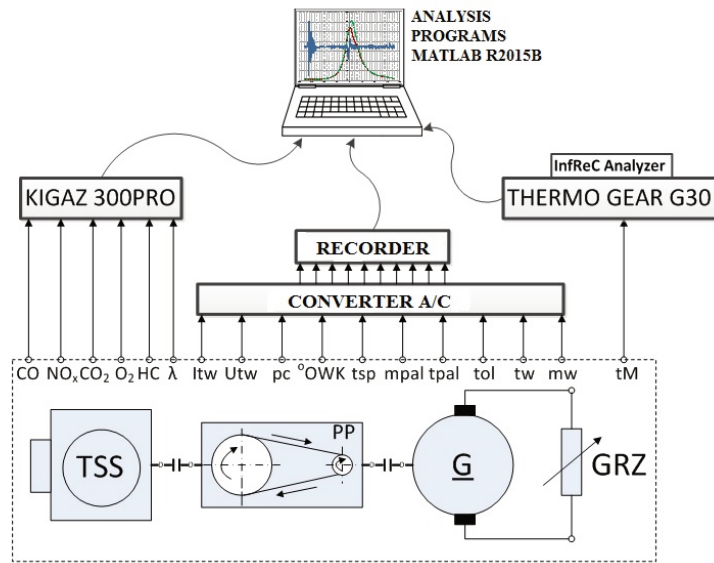 ANALYSIS
PROGRAMS
MATLAB R2015B
InfReC Analyzer
KIGAZ 300PRO
THERMO GEAR G30
RECORDER
CONVERTER A/C
CO NOₓ CO₂ O₂ HC λ Itw Utw pc °OWK tsp mpal tpal tol tw mw tM
PP
TSS
G
GRZ